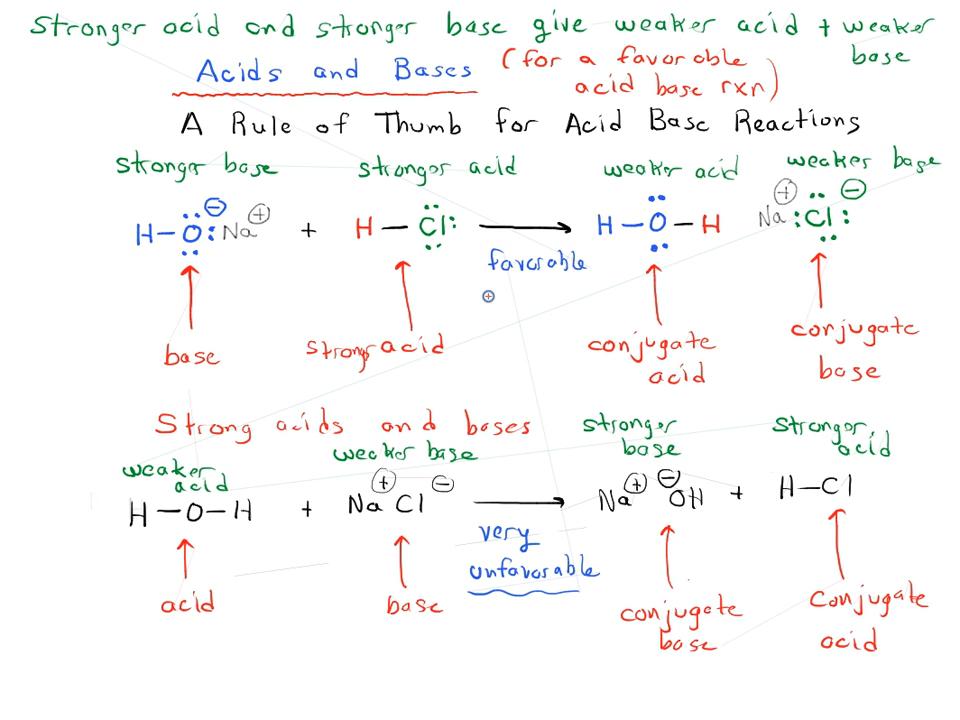 Stronger acid and stronger base give weaker acid + weaker base
Acids and Bases (for a favorable acid base rxn)
A Rule of Thumb for Acid Base Reactions
stronger base stronger acid weaker acid weaker base
H–O:⊖ Na⊕ + H–Cl: → H–O–H Na⊕ :Cl:⊖
favorable
base strong acid conjugate acid conjugate base
Strong acids and bases
weaker acid weaker base stronger base stronger acid
H–O–H + Na⊕ Cl⊖ → Na⊕ ⊖OH + H–Cl
very unfavorable
acid base conjugate base conjugate acid